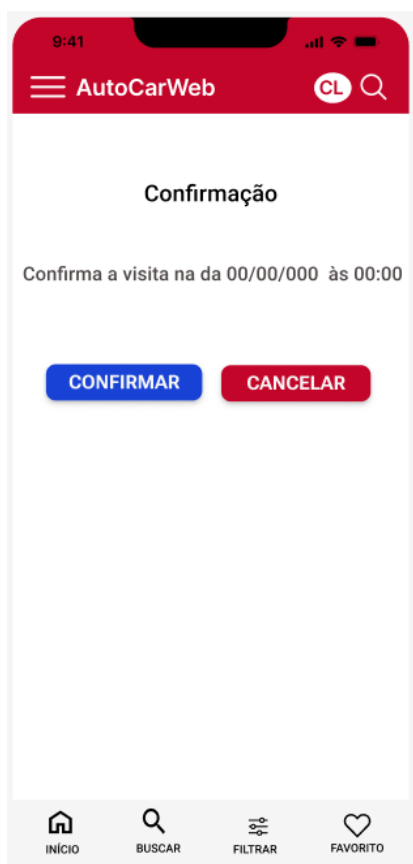 9:41
AutoCarWeb CL
Confirmação
Confirma a visita na da 00/00/000 às 00:00
CONFIRMAR CANCELAR
INÍCIO BUSCAR FILTRAR FAVORITO